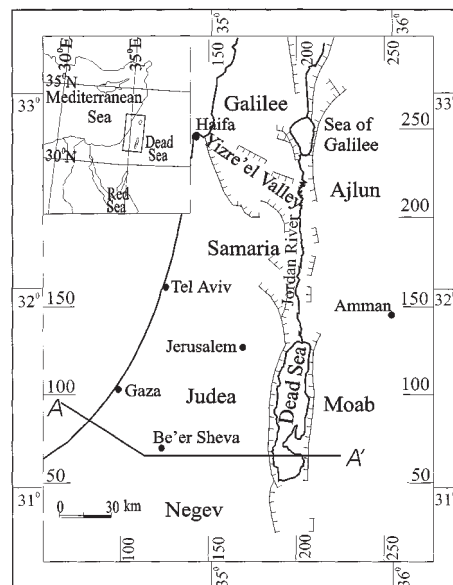 35° 36°
150 200 250
30°E 35°E
35°N
Mediterranean
Sea
30°N
Dead
Sea
Red
Sea
33° 33°
Galilee
Haifa
Sea of
Galilee
250
Yizre'el Valley
Ajlun
200
Samaria
Jordan River
Tel Aviv
32° 32°
150 150
Amman
Jerusalem
Dead Sea
Gaza
100 100
Judea
Moab
A
Be'er Sheva
A'
50 50
31° 31°
0 30 km
Negev
100 150 200 250
35° 36°